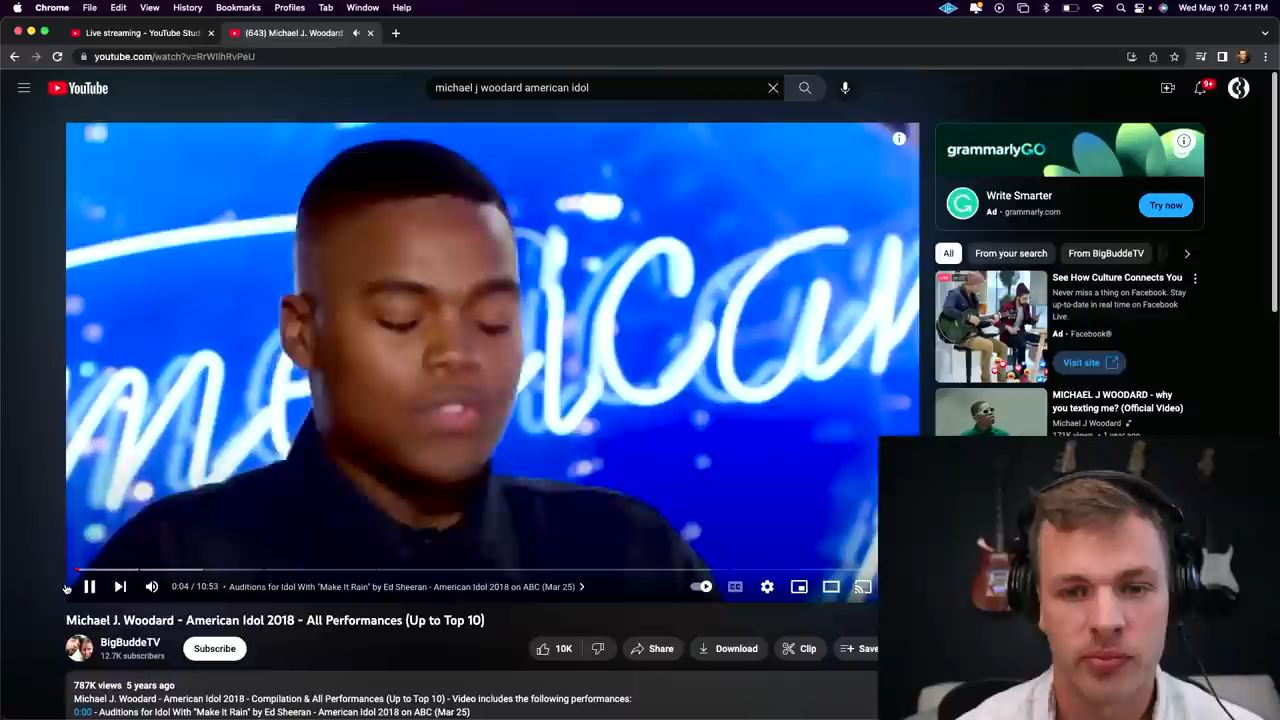 Chrome File Edit View History Bookmarks Profiles Tab Window Help Wed May 10 7:41 PM
Live streaming - YouTube Stud (643) Michael J. Woodard
youtube.com/watch?v=RrWIlhRvPeU
YouTube michael j woodard american idol 9+
grammarlyGO
Write Smarter
Ad · grammarly.com
Try now
All From your search From BigBuddeTV
See How Culture Connects You
Never miss a thing on Facebook. Stay
up-to-date in real time on Facebook
Live.
Ad · Facebook®
Visit site
MICHAEL J WOODARD - why
you texting me? (Official Video)
Michael J Woodard
171K views · 1 year ago
0:04 / 10:53 · Auditions for Idol With "Make It Rain" by Ed Sheeran - American Idol 2018 on ABC (Mar 25)
Michael J. Woodard - American Idol 2018 - All Performances (Up to Top 10)
BigBuddeTV
12.7K subscribers
Subscribe
10K
Share
Download
Clip
Save
787K views 5 years ago
Michael J. Woodard - American Idol 2018 - Compilation & All Performances (Up to Top 10) - Video includes the following performances:
0:00 - Auditions for Idol With "Make It Rain" by Ed Sheeran - American Idol 2018 on ABC (Mar 25)